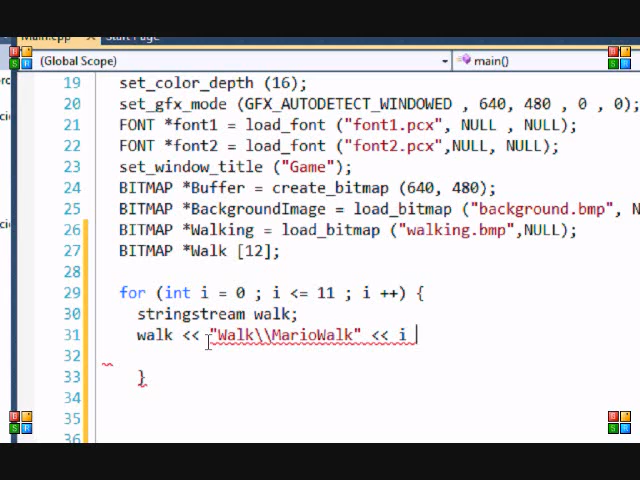 Main.cpp Start Page
(Global Scope) main()
19 set_color_depth (16);
20 set_gfx_mode (GFX_AUTODETECT_WINDOWED , 640, 480 , 0 , 0);
21 FONT *font1 = load_font ("font1.pcx", NULL , NULL);
22 FONT *font2 = load_font ("font2.pcx",NULL, NULL);
23 set_window_title ("Game");
24 BITMAP *Buffer = create_bitmap (640, 480);
25 BITMAP *BackgroundImage = load_bitmap ("background.bmp", N
26 BITMAP *Walking = load_bitmap ("walking.bmp",NULL);
27 BITMAP *Walk [12];
28
29 for (int i = 0 ; i <= 11 ; i ++) {
30 stringstream walk;
31 walk << "Walk\\MarioWalk" << i
32
33 }
34
35
36